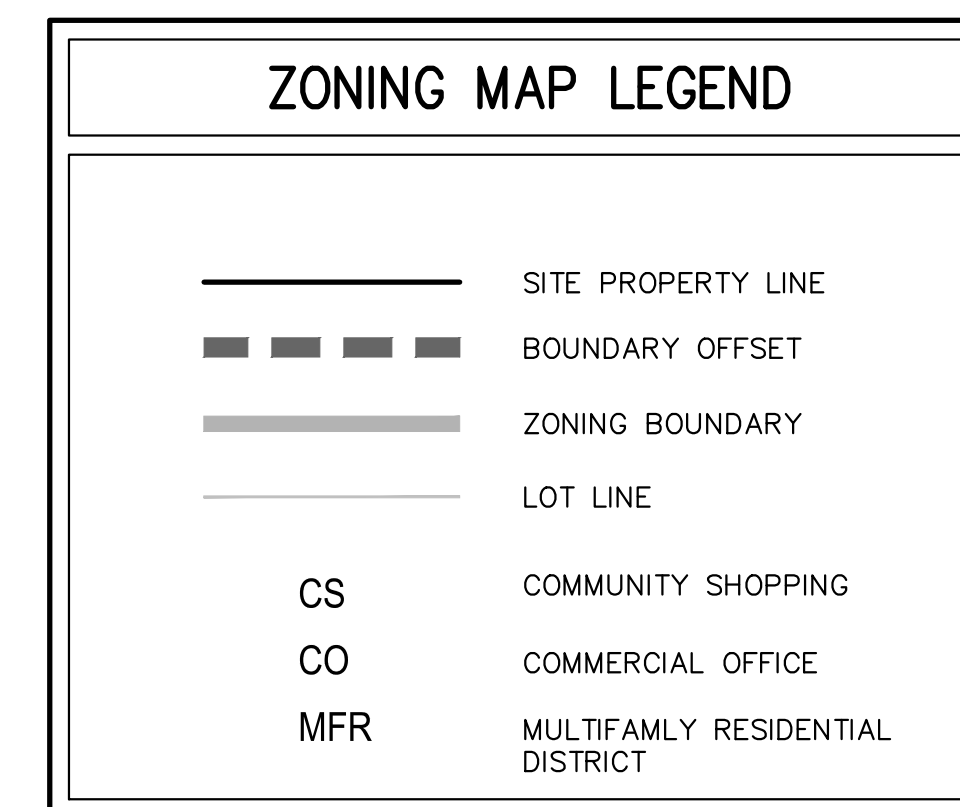 ZONING MAP LEGEND
SITE PROPERTY LINE
BOUNDARY OFFSET
ZONING BOUNDARY
LOT LINE
CS COMMUNITY SHOPPING
CO COMMERCIAL OFFICE
MFR MULTIFAMLY RESIDENTIAL
DISTRICT